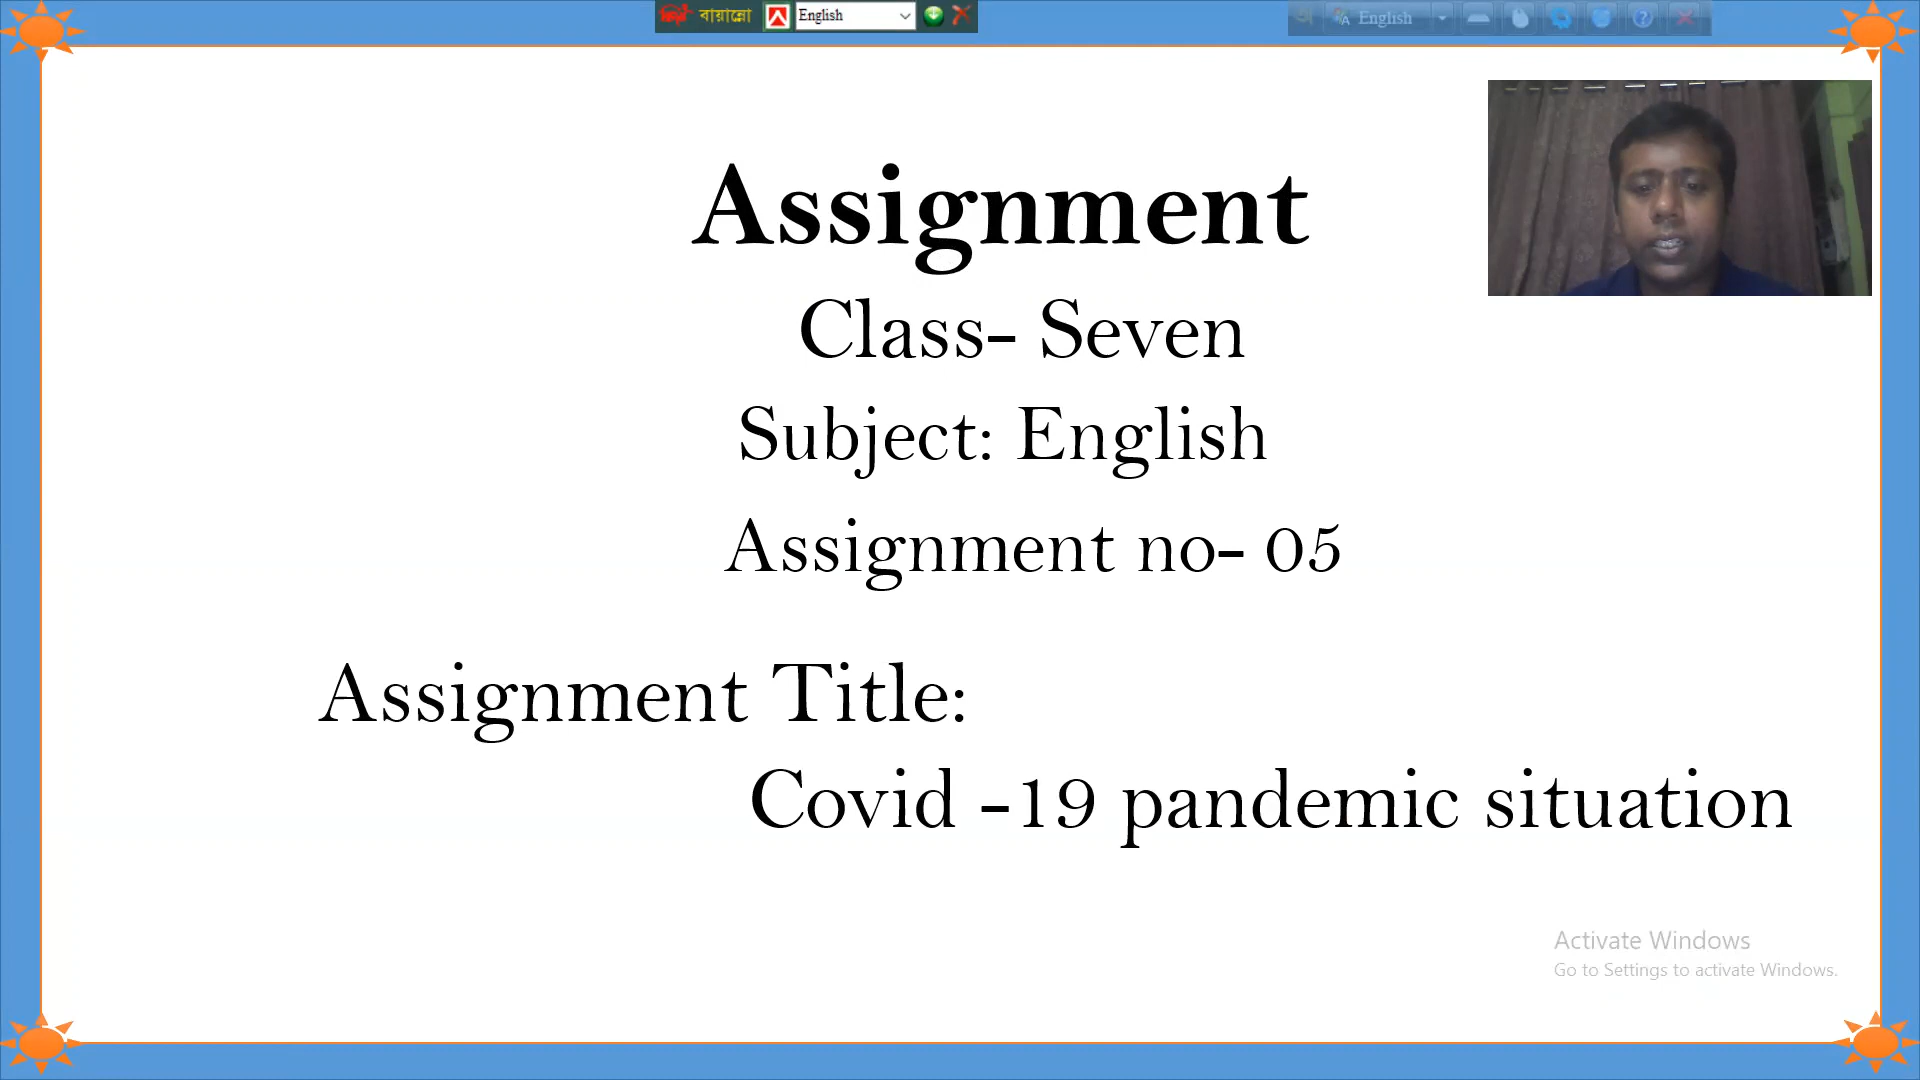 বায়ান্নো English
English
Assignment
Class- Seven
Subject: English
Assignment no- 05
Assignment Title:
Covid -19 pandemic situation
Activate Windows
Go to Settings to activate Windows.